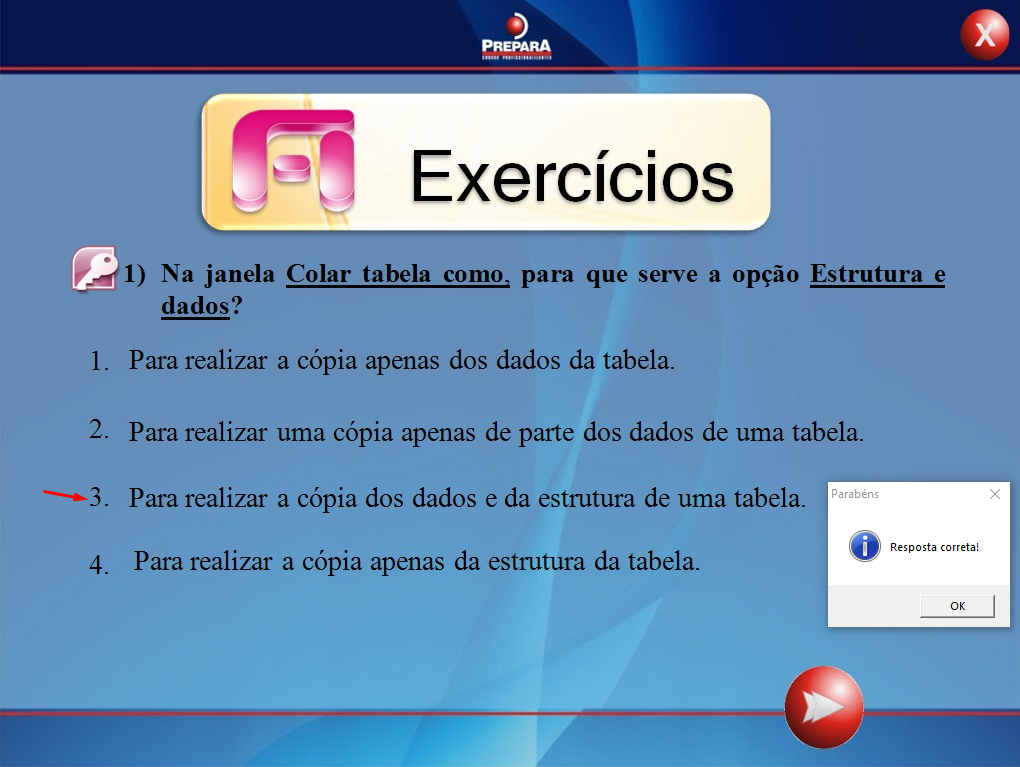 PREPARA
CURSOS PROFISSIONALIZANTES
X
Exercícios
1) Na janela Colar tabela como, para que serve a opção Estrutura e
dados?
1. Para realizar a cópia apenas dos dados da tabela.
2. Para realizar uma cópia apenas de parte dos dados de uma tabela.
3. Para realizar a cópia dos dados e da estrutura de uma tabela.
Parabéns
Resposta correta!
4. Para realizar a cópia apenas da estrutura da tabela.
OK